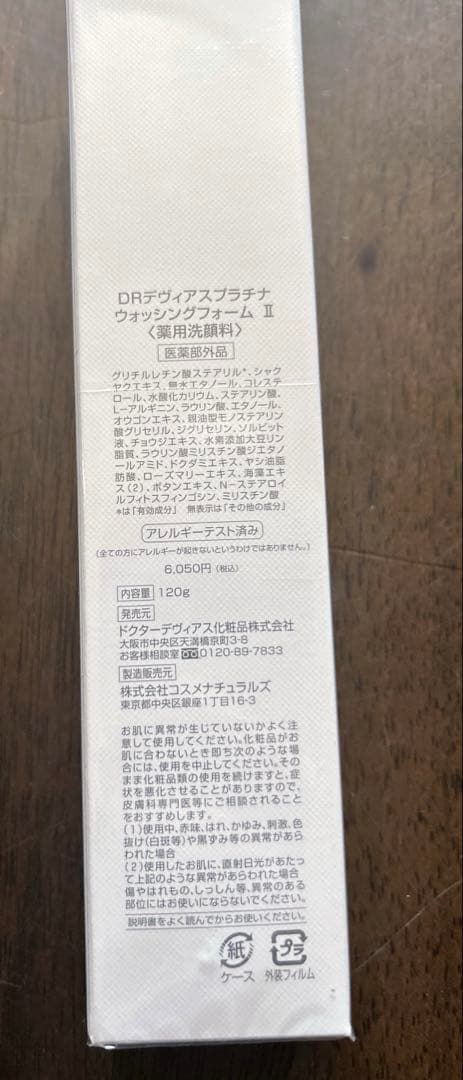 DRデヴィアスプラチナ
ウォッシングフォーム Ⅱ
〈薬用洗顔料〉
医薬部外品
グリチルレチン酸ステアリル*、シャク
ヤクエキス、無水エタノール、コレステ
ロール、水酸化カリウム、ステアリン酸、
L-アルギニン、ラウリン酸、エタノール、
オウゴンエキス、親油型モノステアリン
酸グリセリル、ジグリセリン、ソルビット
液、チョウジエキス、水素添加大豆リン
脂質、ラウリン酸ミリスチン酸ジエタノ
ールアミド、ドクダミエキス、ヤシ油脂
肪酸、ローズマリーエキス、海藻エキ
ス(2)、ボタンエキス、N-ステアロイ
ルフィトスフィンゴシン、ミリスチン酸
*は「有効成分」 無表示は「その他の成分」
アレルギーテスト済み
(全ての方にアレルギーが起きないというわけではありません。)
6,050円(税込)
内容量 120g
発売元
ドクターデヴィアス化粧品株式会社
大阪市中央区天満橋京町3-8
お客様相談室 0120-89-7833
製造販売元
株式会社コスメナチュラルズ
東京都中央区銀座1丁目16-3
お肌に異常が生じていないかよく注
意して使用してください。化粧品がお
肌に合わないとき即ち次のような場
合には、使用を中止してください。その
まま化粧品類の使用を続けますと、症
状を悪化させることがありますので、
皮膚科専門医等にご相談されること
をおすすめします。
(1)使用中、赤味、はれ、かゆみ、刺激、色
抜け(白斑等)や黒ずみ等の異常があら
われた場合
(2)使用したお肌に、直射日光があたっ
て上記のような異常があらわれた場合
傷やはれもの、しっしん等、異常のある
部位にはお使いにならないでください。
説明書をよく読んでからお使いください。
紙 プラ
ケース 外装フィルム